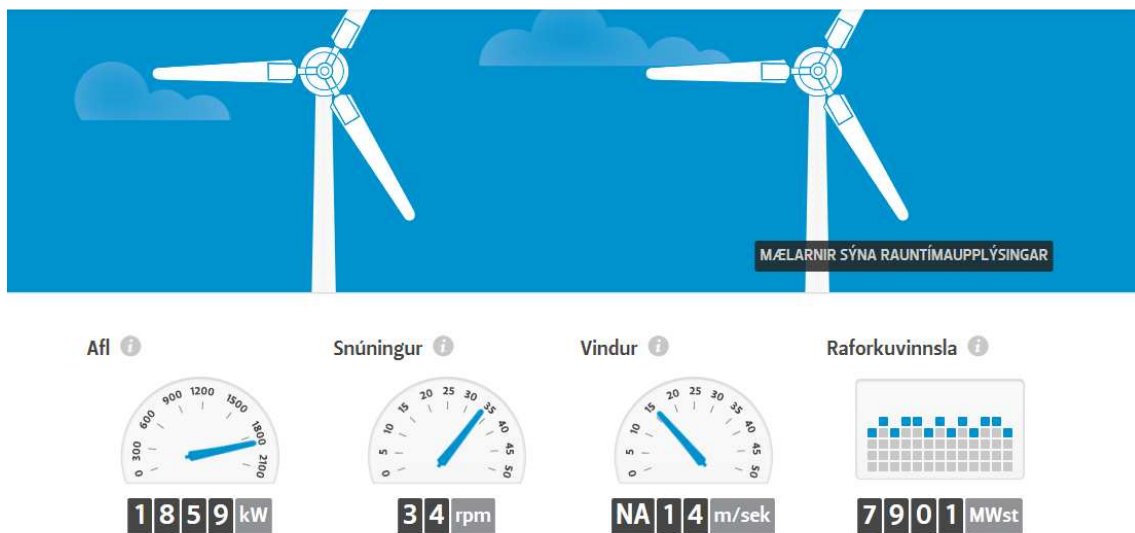 MÆLARNIR SÝNA RAUNTÍMAUPPLÝSINGAR
Afl i
Snúningur i
Vindur i
Raforkuvinnsla i
0 300 600 900 1200 1500 1800 2100
0 5 10 15 20 25 30 35 40 45 50
0 5 10 15 20 25 30 35 40 45 50
1859 kW
34 rpm
NA 14 m/sek
7901 MWst